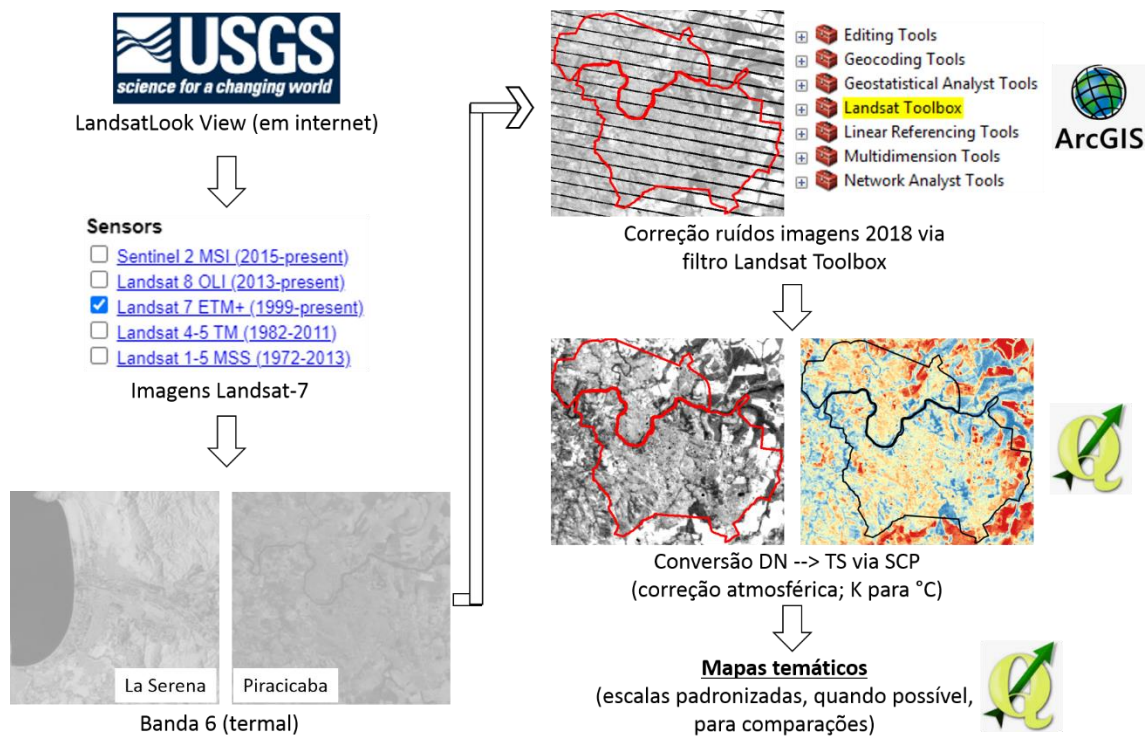 USGS
science for a changing world
LandsatLook View (em internet)
Sensors
Sentinel 2 MSI (2015-present)
Landsat 8 OLI (2013-present)
Landsat 7 ETM+ (1999-present)
Landsat 4-5 TM (1982-2011)
Landsat 1-5 MSS (1972-2013)
Imagens Landsat-7
La Serena
Piracicaba
Banda 6 (termal)
Editing Tools
Geocoding Tools
Geostatistical Analyst Tools
Landsat Toolbox
Linear Referencing Tools
Multidimension Tools
Network Analyst Tools
ArcGIS
Correção ruídos imagens 2018 via
filtro Landsat Toolbox
Conversão DN --> TS via SCP
(correção atmosférica; K para °C)
Mapas temáticos
(escalas padronizadas, quando possível,
para comparações)